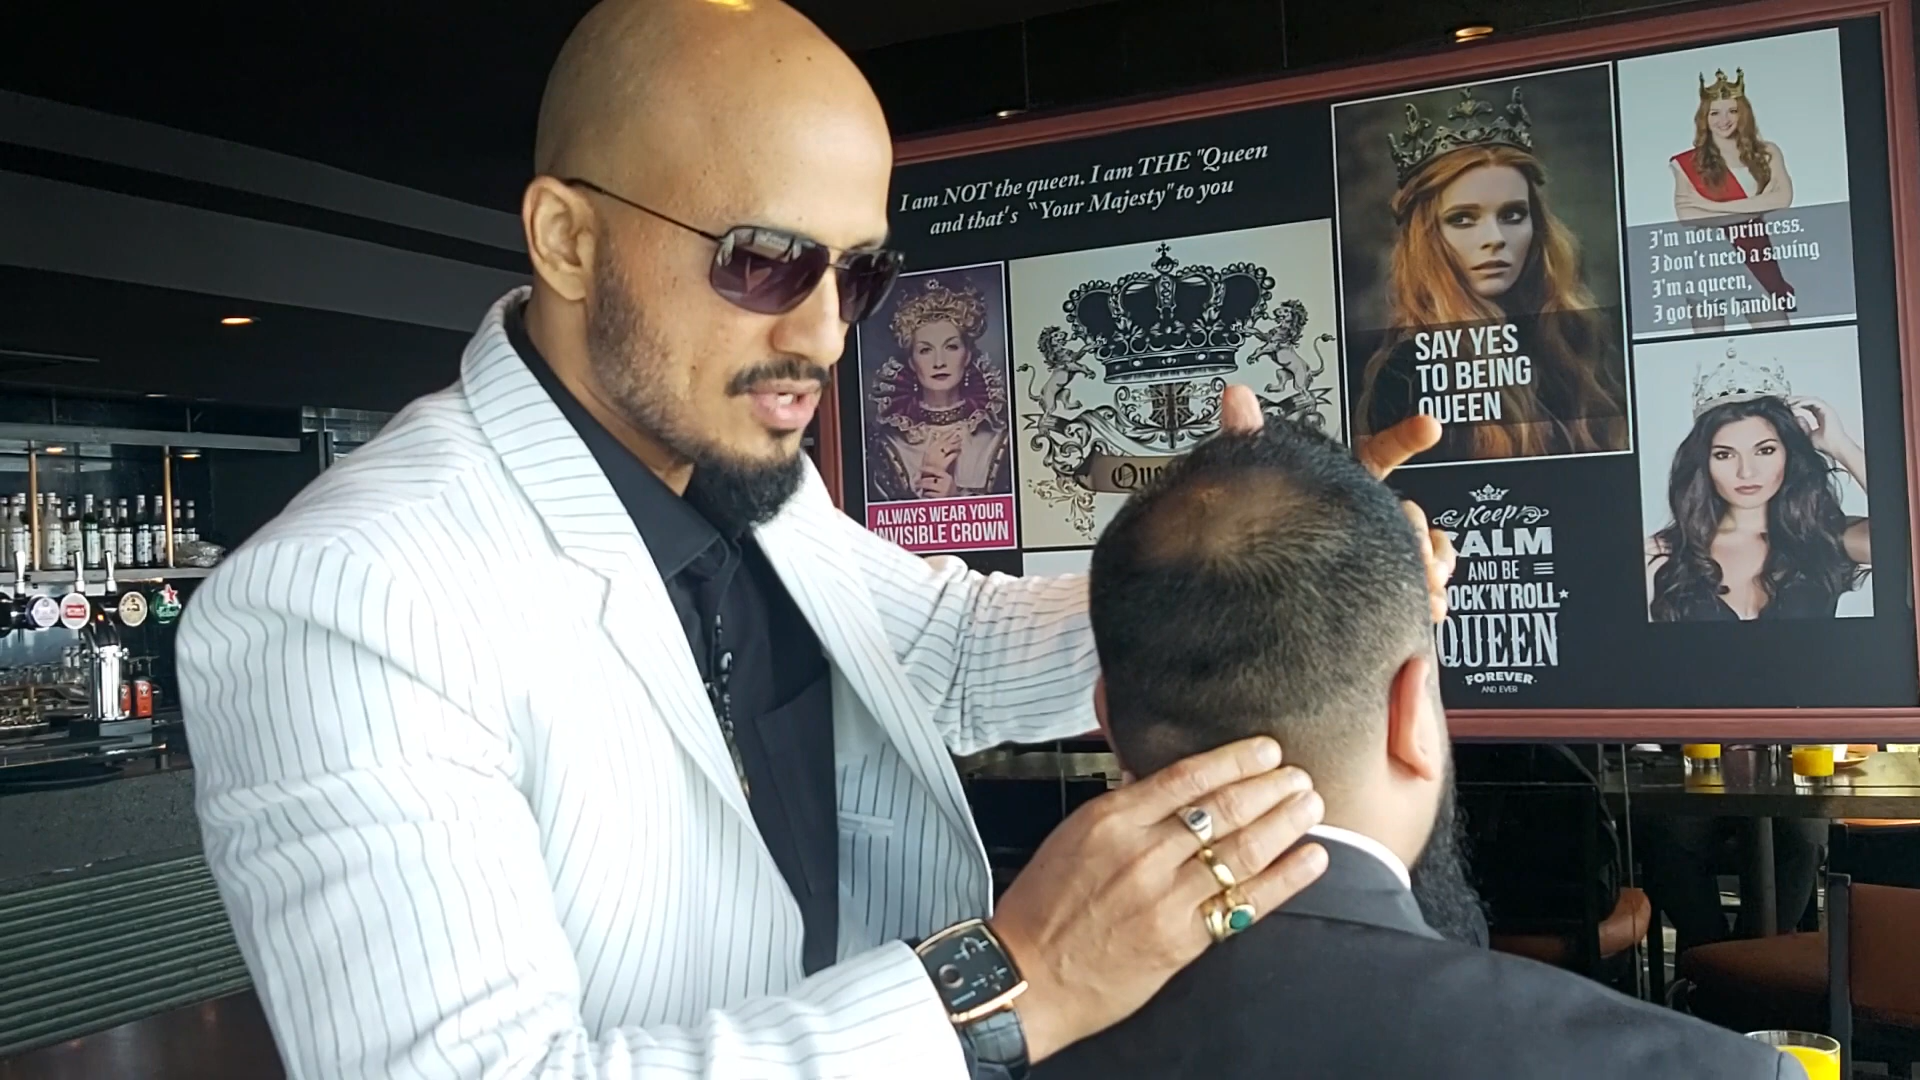 I am NOT the queen. I am THE "Queen
and that's "Your Majesty" to you
ALWAYS WEAR YOUR
INVISIBLE CROWN
SAY YES
TO BEING
QUEEN
I'm not a princess.
I don't need a saving
I'm a queen,
I got this handled
Keep
CALM
AND BE
ROCK'N'ROLL
QUEEN
FOREVER
AND EVER